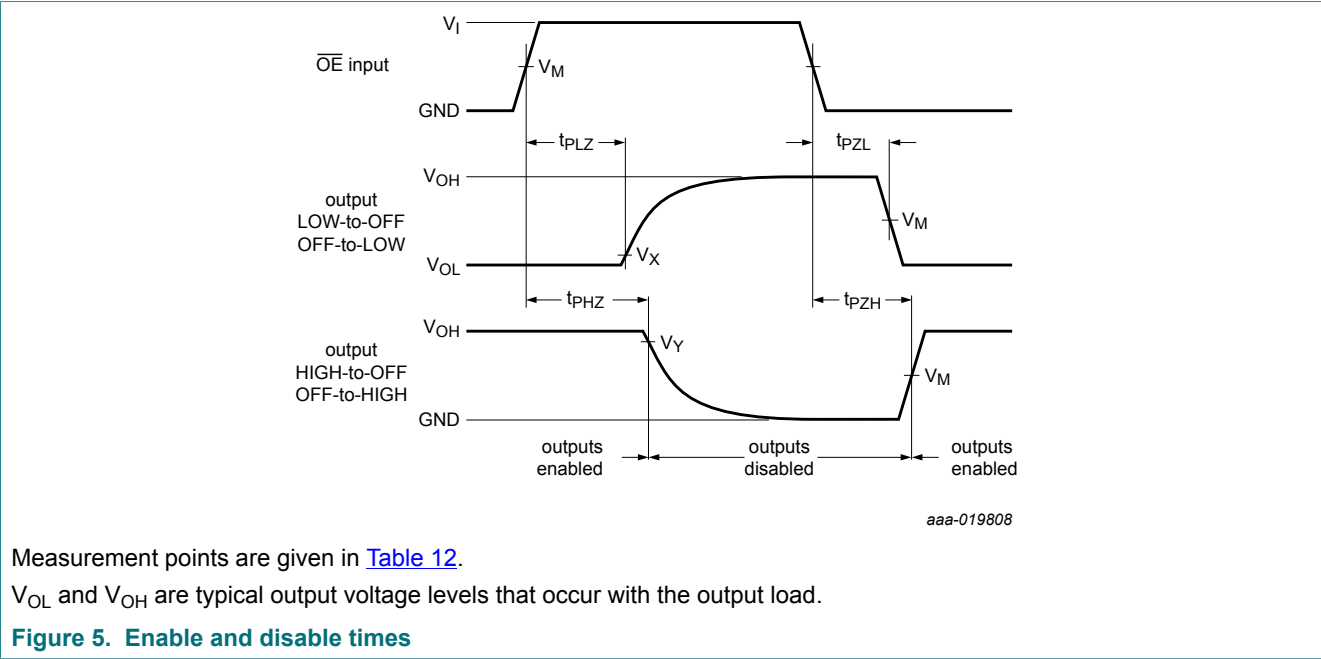 V_I
OE input
V_M
GND
t_PLZ
t_PZL
V_OH
output
LOW-to-OFF
OFF-to-LOW
V_M
V_X
V_OL
t_PHZ
t_PZH
V_OH
output
HIGH-to-OFF
OFF-to-HIGH
V_Y
V_M
GND
outputs
enabled
outputs
disabled
outputs
enabled
aaa-019808
Measurement points are given in Table 12.
V_OL and V_OH are typical output voltage levels that occur with the output load.
Figure 5. Enable and disable times